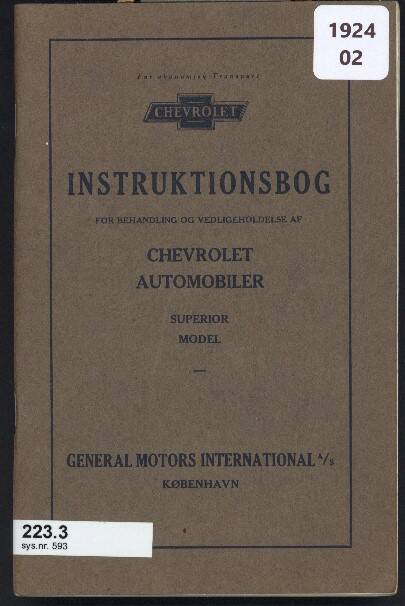 1924
02
For økonomisk Transport
CHEVROLET
INSTRUKTIONSBOG
FOR BEHANDLING OG VEDLIGEHOLDELSE AF
CHEVROLET
AUTOMOBILER
SUPERIOR
MODEL
GENERAL MOTORS INTERNATIONAL A/S
KØBENHAVN
223.3
sys.nr. 593